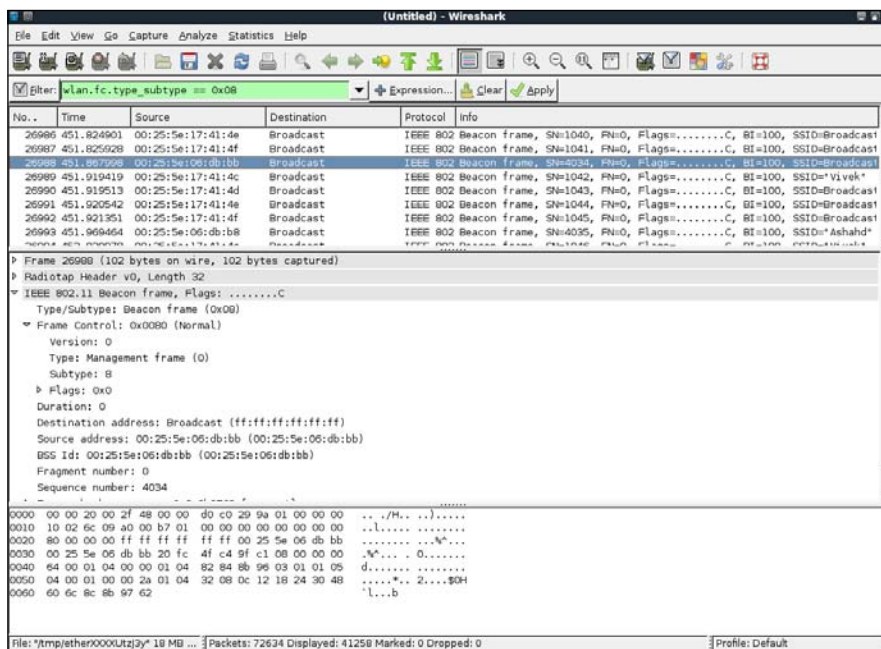 (Untitled) - Wireshark
File Edit View Go Capture Analyze Statistics Help
Filter: wlan.fc.type_subtype == 0x08 Expression... Clear Apply
No. . Time Source Destination Protocol Info
26986 451.824901 00:25:5e:17:41:4e Broadcast IEEE 802 Beacon frame, SN=1040, FN=0, Flags=........C, BI=100, SSID=Broadcast
26987 451.825928 00:25:5e:17:41:4f Broadcast IEEE 802 Beacon frame, SN=1041, FN=0, Flags=........C, BI=100, SSID=Broadcast
26988 451.867998 00:25:5e:06:db:bb Broadcast IEEE 802 Beacon frame, SN=4034, FN=0, Flags=........C, BI=100, SSID=Broadcast
26989 451.919419 00:25:5e:17:41:4c Broadcast IEEE 802 Beacon frame, SN=1042, FN=0, Flags=........C, BI=100, SSID="Vivek"
26990 451.919513 00:25:5e:17:41:4d Broadcast IEEE 802 Beacon frame, SN=1043, FN=0, Flags=........C, BI=100, SSID=Broadcast
26991 451.920542 00:25:5e:17:41:4e Broadcast IEEE 802 Beacon frame, SN=1044, FN=0, Flags=........C, BI=100, SSID=Broadcast
26992 451.921351 00:25:5e:17:41:4f Broadcast IEEE 802 Beacon frame, SN=1045, FN=0, Flags=........C, BI=100, SSID=Broadcast
26993 451.969464 00:25:5e:06:db:b8 Broadcast IEEE 802 Beacon frame, SN=4035, FN=0, Flags=........C, BI=100, SSID="Ashahd"
Frame 26988 (102 bytes on wire, 102 bytes captured)
Radiotap Header v0, Length 32
IEEE 802.11 Beacon frame, Flags: ........C
Type/Subtype: Beacon frame (0x08)
Frame Control: 0x0080 (Normal)
Version: 0
Type: Management frame (0)
Subtype: 8
Flags: 0x0
Duration: 0
Destination address: Broadcast (ff:ff:ff:ff:ff:ff)
Source address: 00:25:5e:06:db:bb (00:25:5e:06:db:bb)
BSS Id: 00:25:5e:06:db:bb (00:25:5e:06:db:bb)
Fragment number: 0
Sequence number: 4034
0000 00 00 20 00 2f 48 00 00 d0 c0 29 9a 01 00 00 00 .. ./H.. ..).....
0010 10 02 6c 09 a0 00 b7 01 00 00 00 00 00 00 00 00 ..l..... ........
0020 80 00 00 00 ff ff ff ff ff ff 00 25 5e 06 db bb ........ ...%^...
0030 00 25 5e 06 db bb 20 fc 4f c4 9f c1 08 00 00 00 .%^... . O.......
0040 64 00 01 04 00 00 01 04 82 84 8b 96 03 01 01 05 d....... ........
0050 04 00 01 00 00 2a 01 04 32 08 0c 12 18 24 30 48 .....*.. 2....$0H
0060 60 6c 8c 8b 97 62 `l...b
File: "/tmp/etherXXXXUtzj3y" 18 MB ... Packets: 72634 Displayed: 41258 Marked: 0 Dropped: 0 Profile: Default